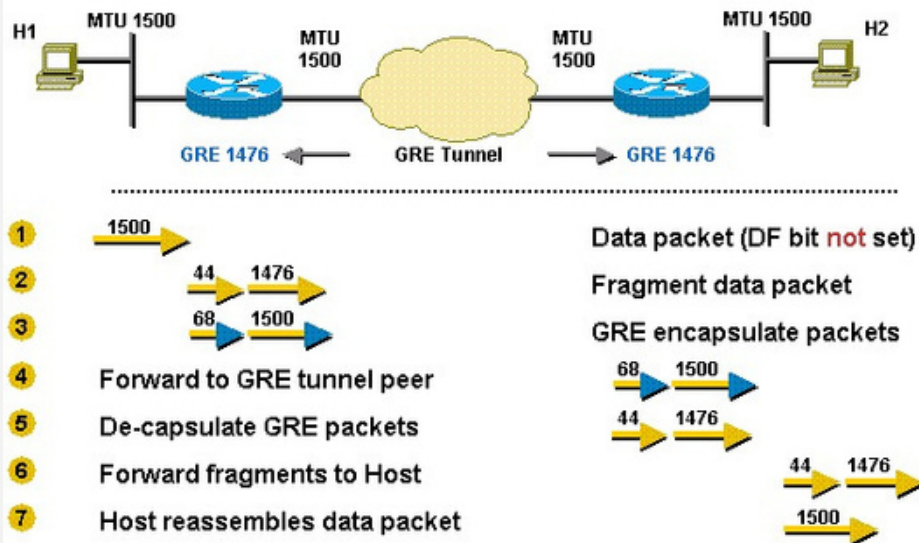 H1
MTU 1500
MTU
1500
MTU
1500
MTU 1500
H2
GRE 1476
GRE Tunnel
GRE 1476
1
1500
Data packet (DF bit not set)
2
44 1476
Fragment data packet
3
68 1500
GRE encapsulate packets
4
Forward to GRE tunnel peer
68 1500
5
De-capsulate GRE packets
44 1476
6
Forward fragments to Host
44 1476
7
Host reassembles data packet
1500